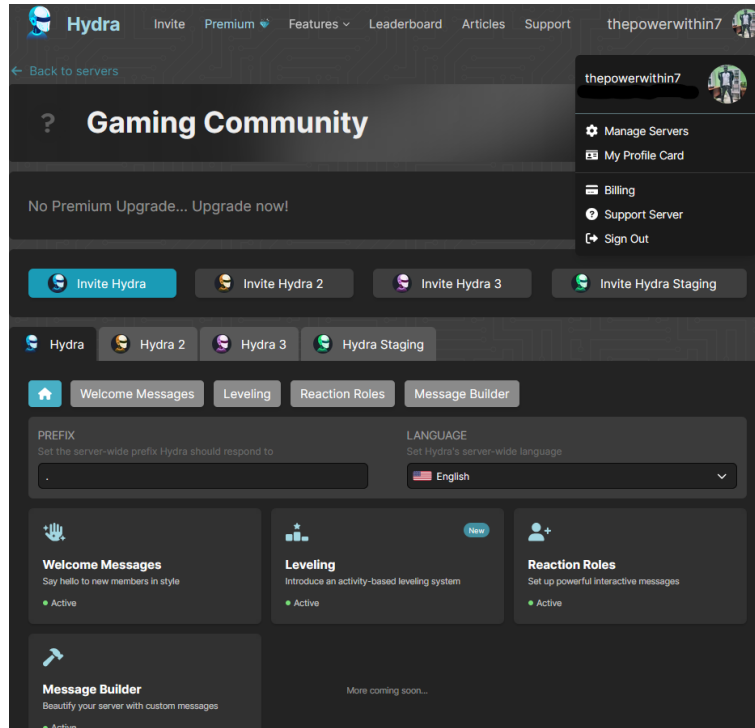 Hydra Invite Premium Features Leaderboard Articles Support thepowerwithin7
← Back to servers
thepowerwithin7
? Gaming Community
Manage Servers
My Profile Card
No Premium Upgrade... Upgrade now!
Billing
Support Server
Sign Out
Invite Hydra Invite Hydra 2 Invite Hydra 3 Invite Hydra Staging
Hydra Hydra 2 Hydra 3 Hydra Staging
Welcome Messages Leveling Reaction Roles Message Builder
PREFIX LANGUAGE
Set the server-wide prefix Hydra should respond to Set Hydra's server-wide language
. English
New
Welcome Messages Leveling Reaction Roles
Say hello to new members in style Introduce an activity-based leveling system Set up powerful interactive messages
Active Active Active
Message Builder More coming soon...
Beautify your server with custom messages
Active